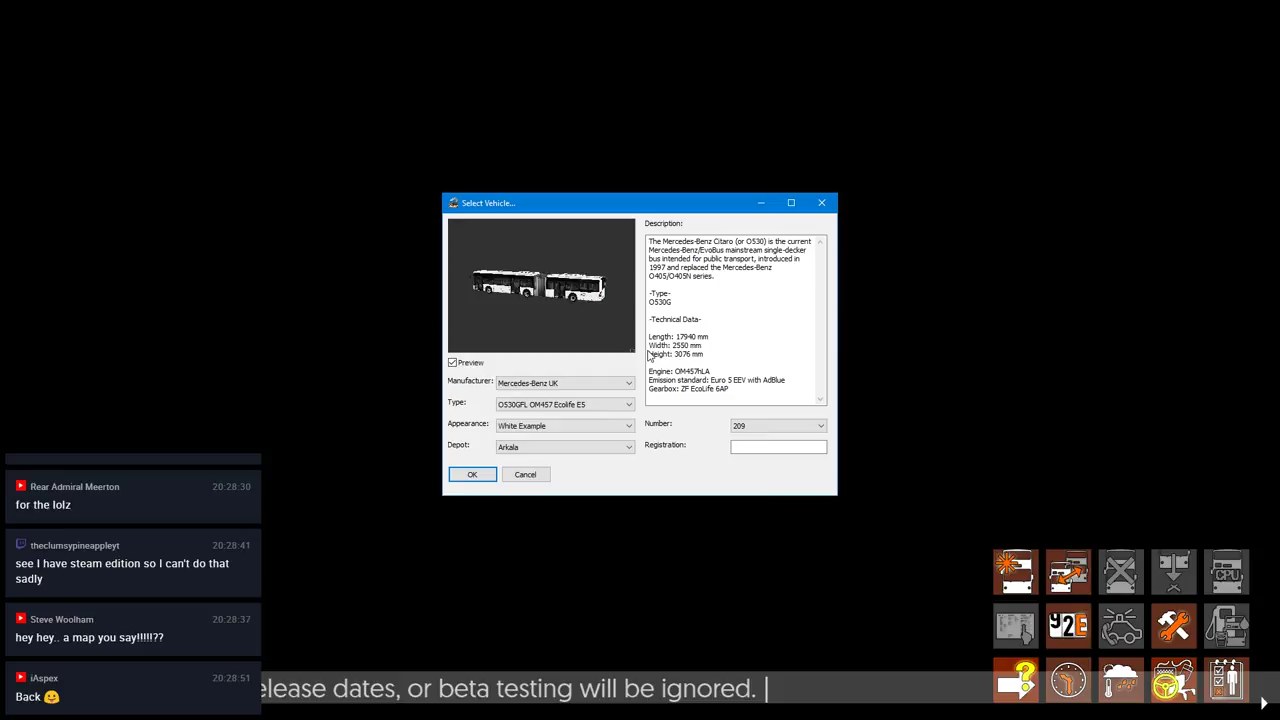 Select Vehicle...
Description:
The Mercedes-Benz Citaro (or O530) is the current
Mercedes-Benz/EvoBus mainstream single-decker
bus intended for public transport, introduced in
1997 and replaced the Mercedes-Benz
O405/O405N series.
-Type-
O530G
-Technical Data-
Length: 17940 mm
Width: 2550 mm
Height: 3076 mm
Engine: OM457hLA
Emission standard: Euro 5 EEV with AdBlue
Gearbox: ZF EcoLife 6AP
Preview
Manufacturer: Mercedes-Benz UK
Type: O530GFL OM457 Ecolife E5
Appearance: White Example
Number: 209
Depot: Arkala
Registration:
OK Cancel
Rear Admiral Meerton 20:28:30
for the lolz
theclumsypineappleyt 20:28:41
see I have steam edition so I can't do that
sadly
Steve Woolham 20:28:37
hey hey.. a map you say!!!!!??
iAspex 20:28:51
Back
CPU
92E
elease dates, or beta testing will be ignored. |